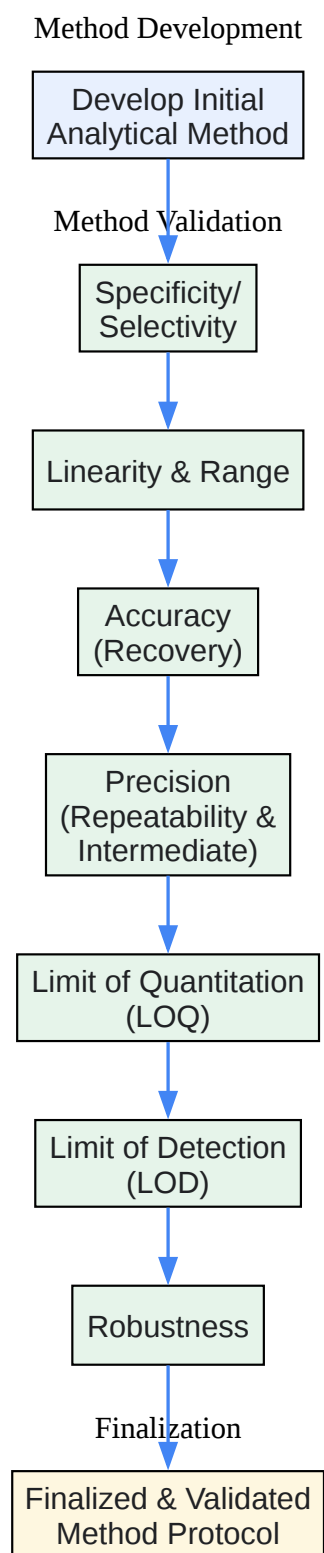 Method Development
Develop Initial
Analytical Method
Method Validation
Specificity/
Selectivity
Linearity & Range
Accuracy
(Recovery)
Precision
(Repeatability &
Intermediate)
Limit of Quantitation
(LOQ)
Limit of Detection
(LOD)
Robustness
Finalization
Finalized & Validated
Method Protocol